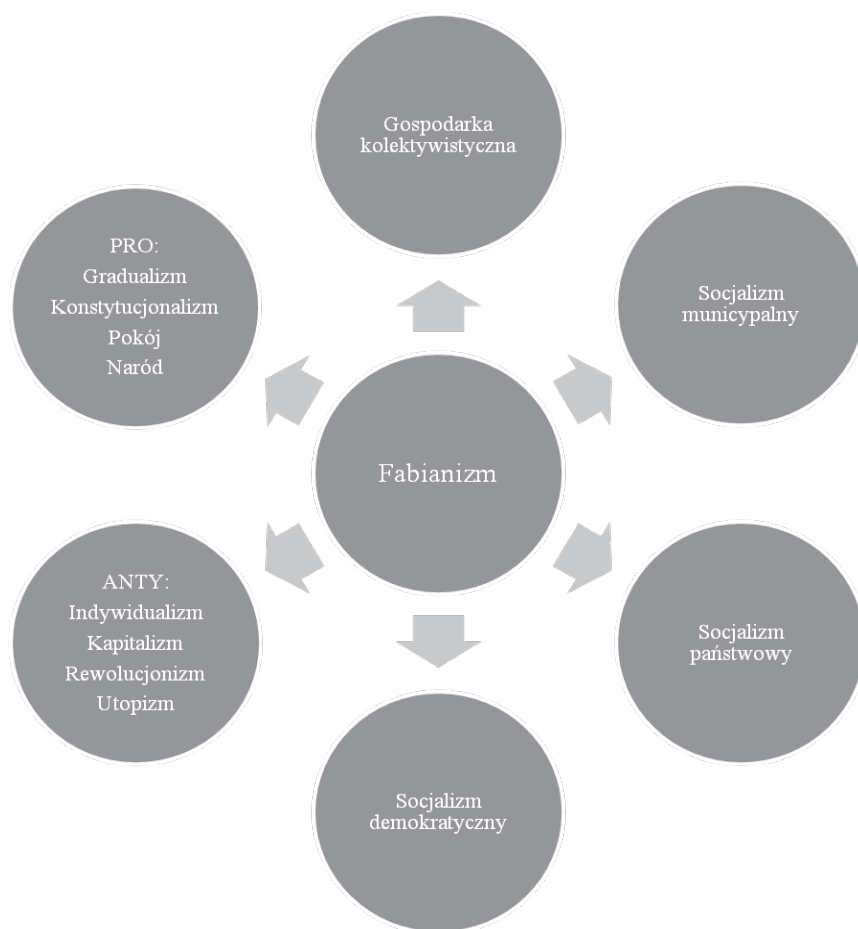 Gospodarka
kolektywistyczna
PRO:
Gradualizm
Konstytucjonalizm
Pokój
Naród
Socjalizm
municypalny
Fabianizm
ANTY:
Indywidualizm
Kapitalizm
Rewolucjonizm
Utopizm
Socjalizm
państwowy
Socjalizm
demokratyczny